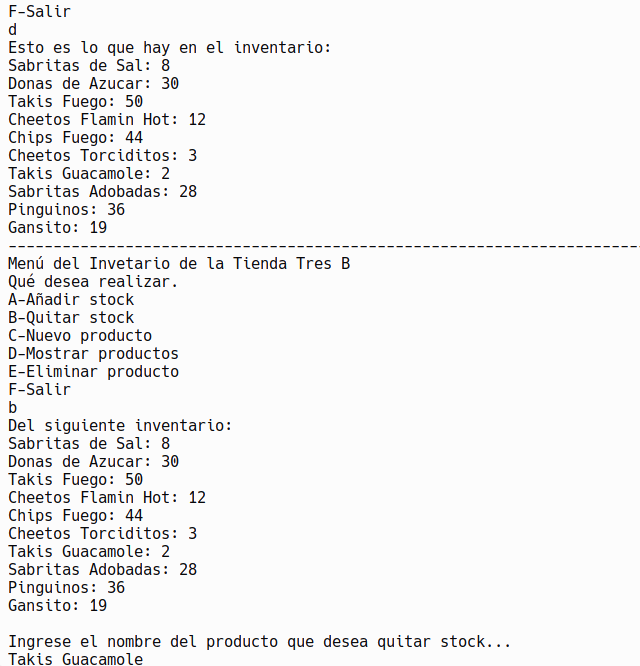 F-Salir
d
Esto es lo que hay en el inventario:
Sabritas de Sal: 8
Donas de Azucar: 30
Takis Fuego: 50
Cheetos Flamin Hot: 12
Chips Fuego: 44
Cheetos Torciditos: 3
Takis Guacamole: 2
Sabritas Adobadas: 28
Pinguinos: 36
Gansito: 19
----------------------------------------------------------------------
Menú del Invetario de la Tienda Tres B
Qué desea realizar.
A-Añadir stock
B-Quitar stock
C-Nuevo producto
D-Mostrar productos
E-Eliminar producto
F-Salir
b
Del siguiente inventario:
Sabritas de Sal: 8
Donas de Azucar: 30
Takis Fuego: 50
Cheetos Flamin Hot: 12
Chips Fuego: 44
Cheetos Torciditos: 3
Takis Guacamole: 2
Sabritas Adobadas: 28
Pinguinos: 36
Gansito: 19
Ingrese el nombre del producto que desea quitar stock...
Takis Guacamole